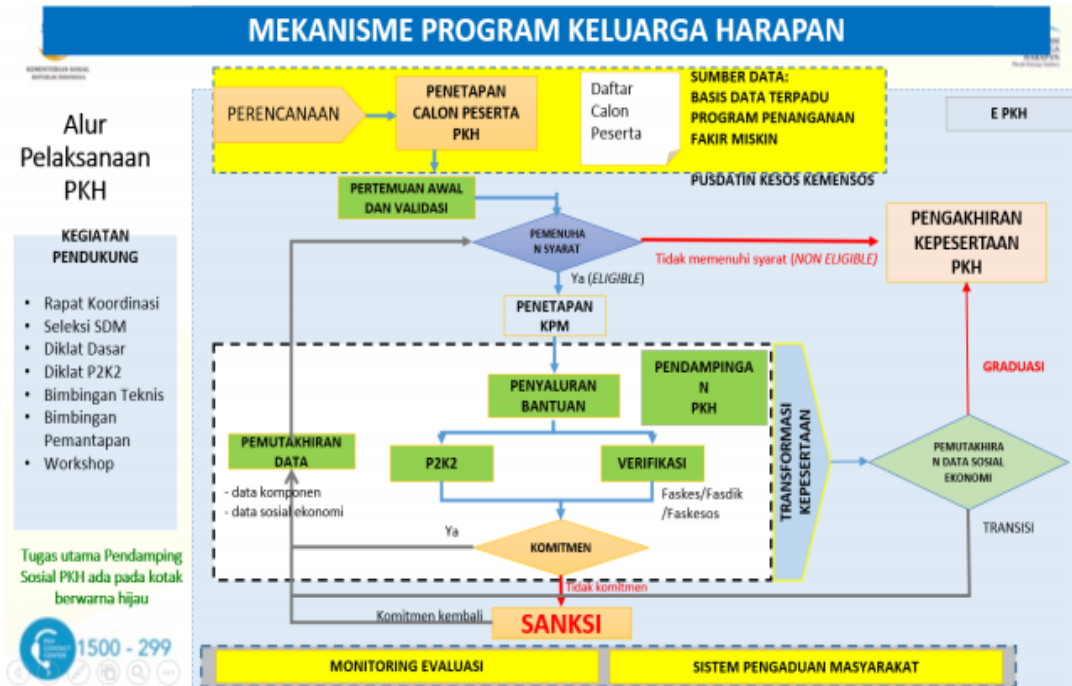 MEKANISME PROGRAM KELUARGA HARAPAN
KEMENTERIAN SOSIAL
REPUBLIK INDONESIA
HARAPAN
Alur
Pelaksanaan
PKH
KEGIATAN
PENDUKUNG
• Rapat Koordinasi
• Seleksi SDM
• Diklat Dasar
• Diklat P2K2
• Bimbingan Teknis
• Bimbingan
Pemantapan
• Workshop
Tugas utama Pendamping
Sosial PKH ada pada kotak
berwarna hijau
1500 - 299
PERENCANAAN
PENETAPAN
CALON PESERTA
PKH
Daftar
Calon
Peserta
SUMBER DATA:
BASIS DATA TERPADU
PROGRAM PENANGANAN
FAKIR MISKIN
PUSDATIN KESOS KEMENSOS
E PKH
PERTEMUAN AWAL
DAN VALIDASI
PEMENUHA
N SYARAT
Tidak memenuhi syarat (NON ELIGIBLE)
PENGAKHIRAN
KEPESERTAAN
PKH
Ya (ELIGIBLE)
PENETAPAN
KPM
PENYALURAN
BANTUAN
PENDAMPINGA
N
PKH
GRADUASI
PEMUTAKHIRAN
DATA
- data komponen
- data sosial ekonomi
P2K2
VERIFIKASI
Faskes/Fasdik
/Faskesos
TRANSFORMASI
KEPESERTAAN
PEMUTAKHIRA
N DATA SOSIAL
EKONOMI
TRANSISI
Ya
KOMITMEN
Tidak komitmen
Komitmen kembali
SANKSI
MONITORING EVALUASI
SISTEM PENGADUAN MASYARAKAT